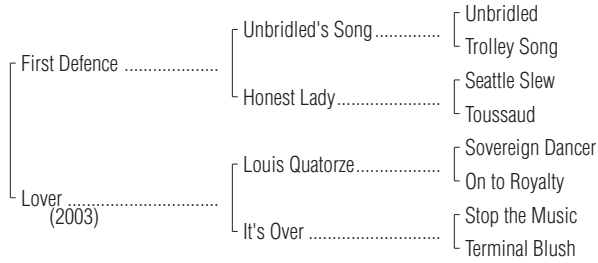 Unbridled
Unbridled's Song..............
Trolley Song
First Defence ....................
Seattle Slew
Honest Lady......................
Toussaud
Sovereign Dancer
Louis Quatorze..................
On to Royalty
Lover ................................
(2003)
Stop the Music
It's Over ............................
Terminal Blush